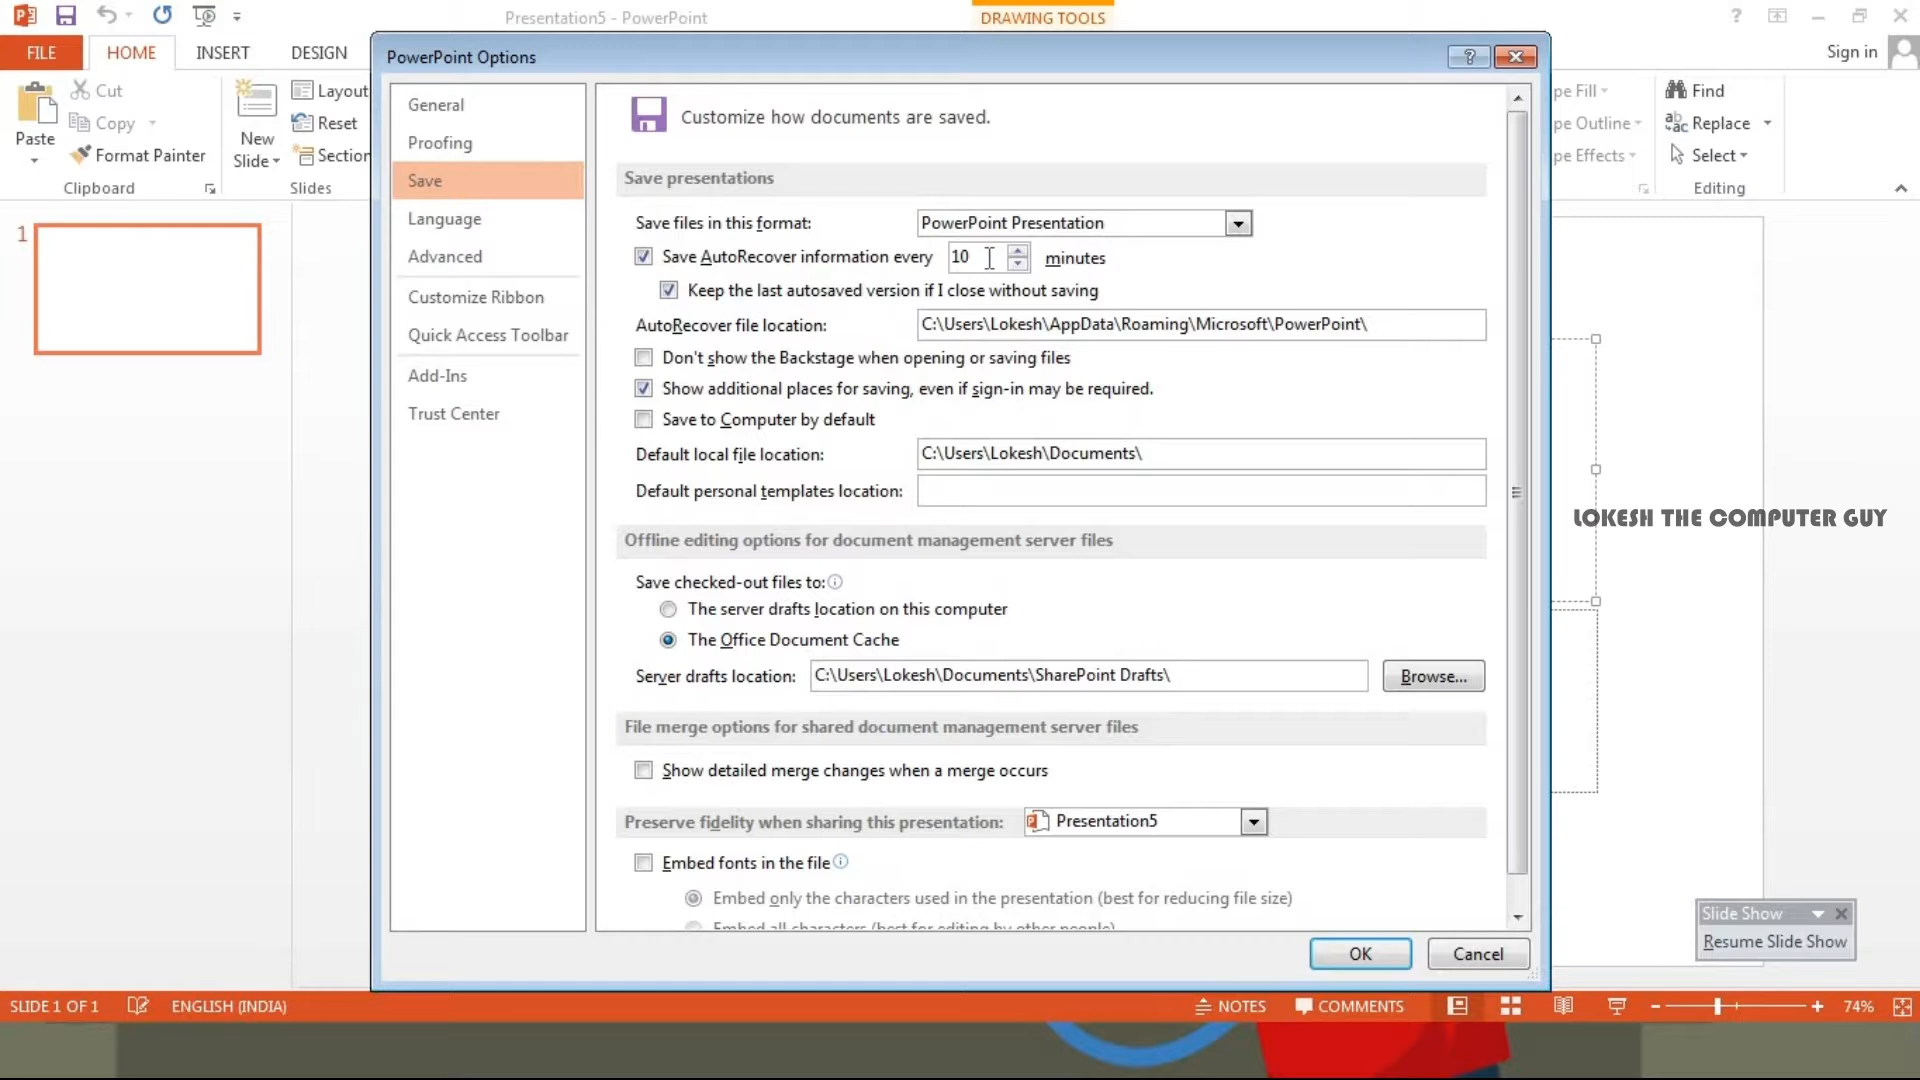 Presentation5 - PowerPoint
DRAWING TOOLS
?
FILE
HOME
INSERT
DESIGN
Sign in
Cut
Copy
Format Painter
Paste
Clipboard
New
Slide
Layout
Reset
Section
Slides
pe Fill
pe Outline
pe Effects
Find
Replace
Select
Editing
1
PowerPoint Options
General
Proofing
Save
Language
Advanced
Customize Ribbon
Quick Access Toolbar
Add-Ins
Trust Center
Customize how documents are saved.
Save presentations
Save files in this format: PowerPoint Presentation
Save AutoRecover information every 10 minutes
Keep the last autosaved version if I close without saving
AutoRecover file location: C:\Users\Lokesh\AppData\Roaming\Microsoft\PowerPoint\
Don't show the Backstage when opening or saving files
Show additional places for saving, even if sign-in may be required.
Save to Computer by default
Default local file location: C:\Users\Lokesh\Documents\
Default personal templates location:
Offline editing options for document management server files
Save checked-out files to:
The server drafts location on this computer
The Office Document Cache
Server drafts location: C:\Users\Lokesh\Documents\SharePoint Drafts\ Browse...
File merge options for shared document management server files
Show detailed merge changes when a merge occurs
Preserve fidelity when sharing this presentation: Presentation5
Embed fonts in the file
Embed only the characters used in the presentation (best for reducing file size)
Embed all characters (best for editing by other people)
OK Cancel
LOKESH THE COMPUTER GUY
Slide Show
Resume Slide Show
SLIDE 1 OF 1 ENGLISH (INDIA) NOTES COMMENTS 74%